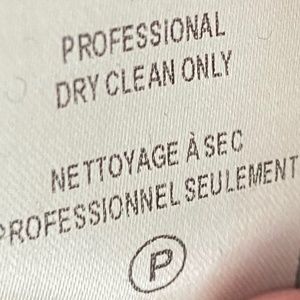 PROFESSIONAL
DRY CLEAN ONLY
NETTOYAGE À SEC
PROFESSIONNEL SEULEMENT
P